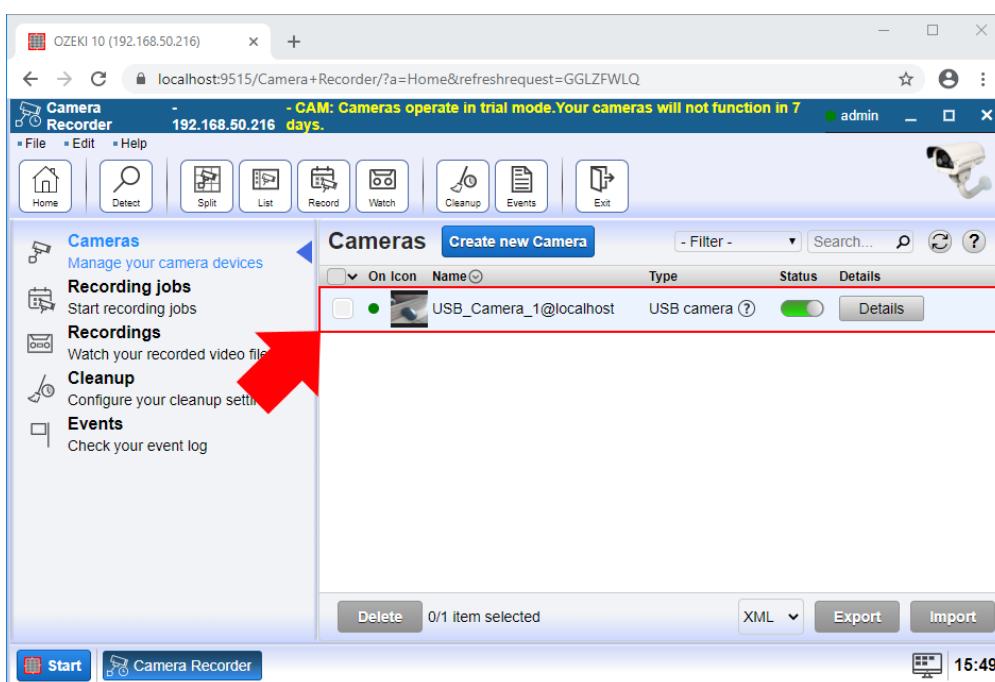 OZEKI 10 (192.168.50.216)
localhost:9515/Camera+Recorder/?a=Home&refreshrequest=GGLZFWLQ
Camera Recorder - 192.168.50.216
- CAM: Cameras operate in trial mode.Your cameras will not function in 7 days.
admin
File Edit Help
Home Detect Split List Record Watch Cleanup Events Exit
Cameras
Manage your camera devices
Recording jobs
Start recording jobs
Recordings
Watch your recorded video
Cleanup
Configure your cleanup
Events
Check your event log
Cameras Create new Camera - Filter - Search... ?
On Icon Name Type Status Details
USB_Camera_1@localhost USB camera ? Details
Delete 0/1 item selected XML Export Import
Start Camera Recorder 15:49